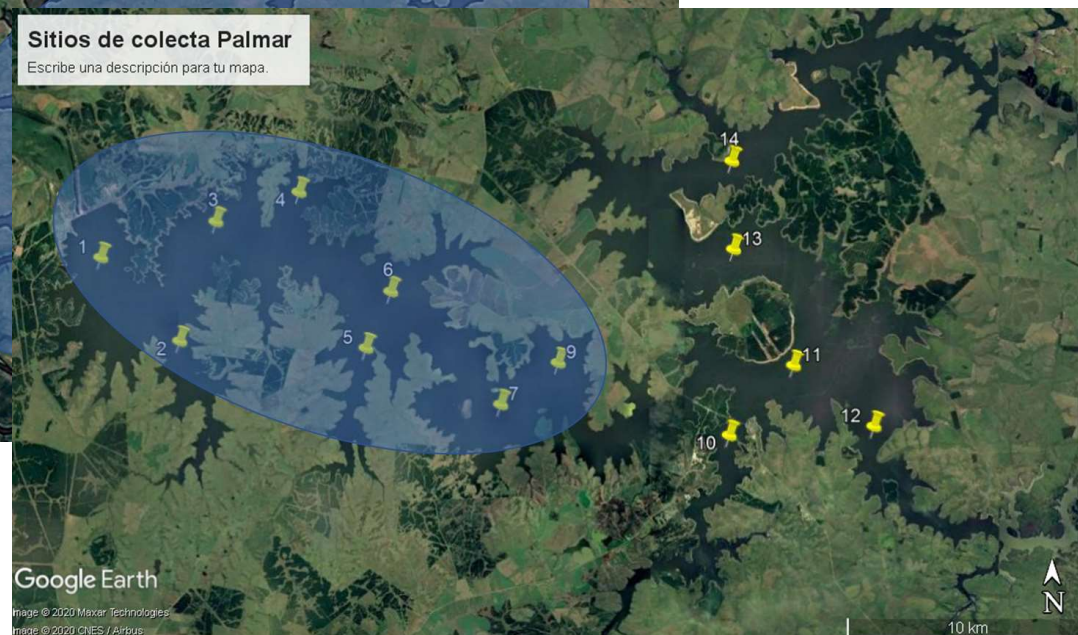 Sitios de colecta Palmar
Escribe una descripción para tu mapa.
14
3
4
13
1
6
2
5
9
11
7
12
10
Google Earth
Image © 2020 Maxar Technologies
Image © 2020 CNES / Airbus
N
10 km